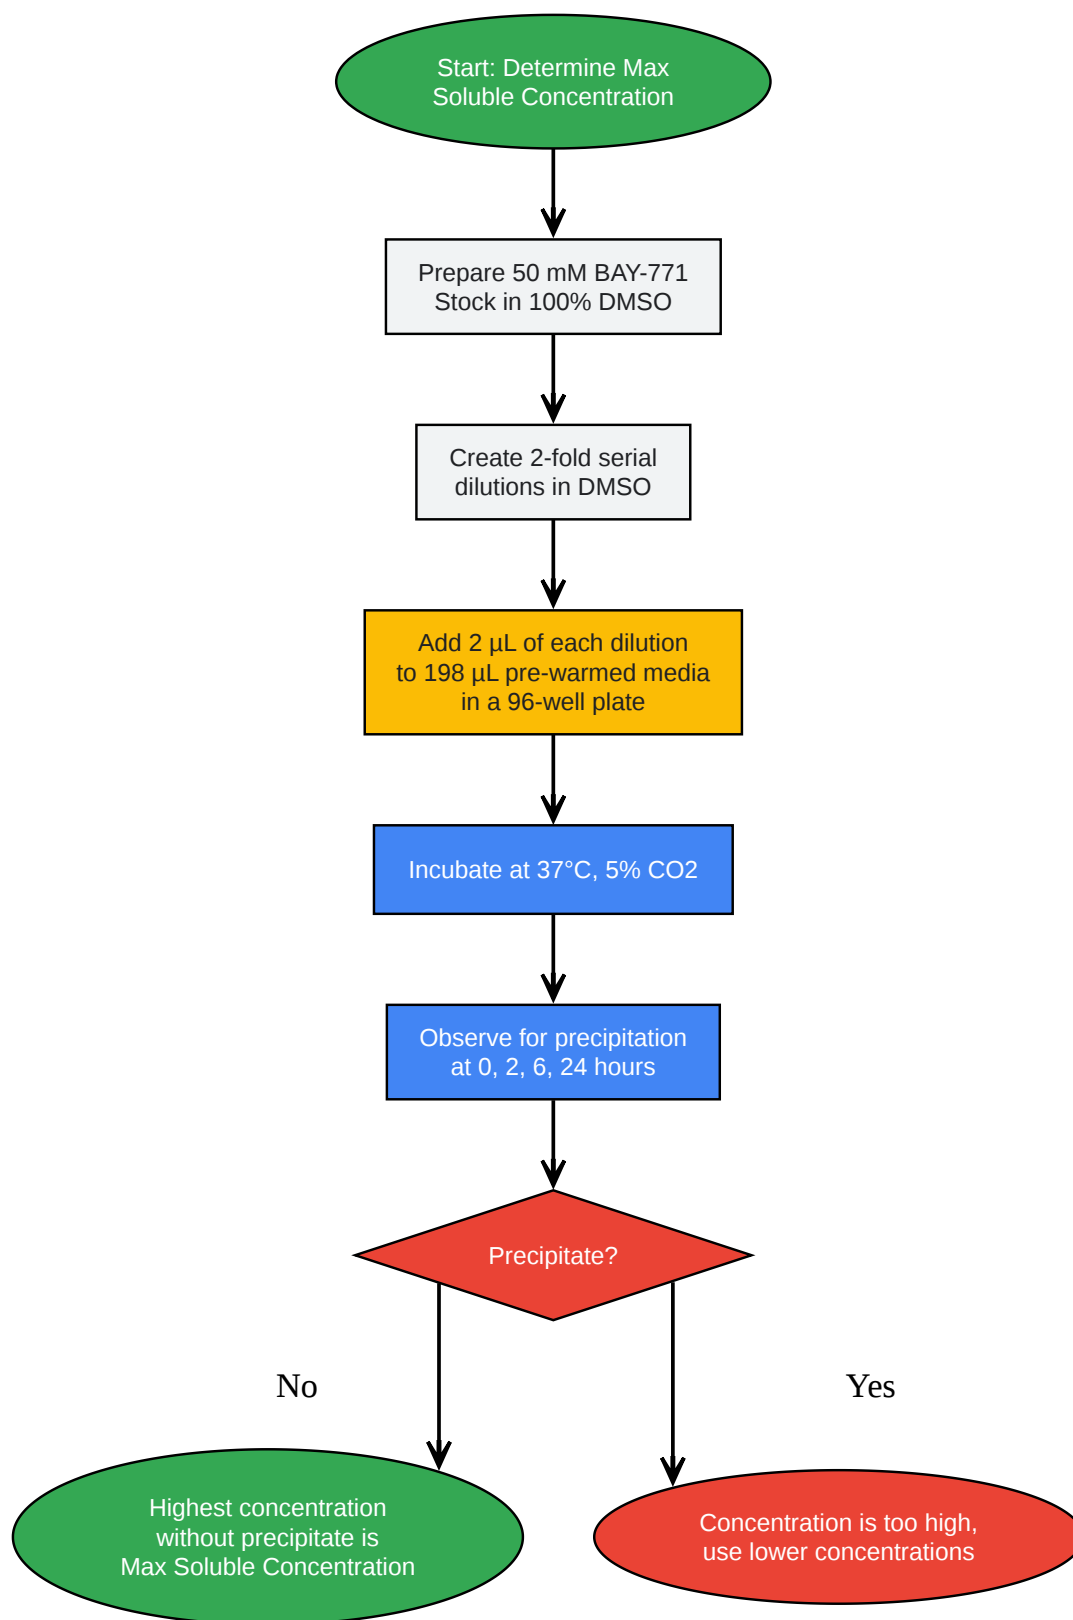 Start: Determine Max
Soluble Concentration
Prepare 50 mM BAY-771
Stock in 100% DMSO
Create 2-fold serial
dilutions in DMSO
Add 2 µL of each dilution
to 198 µL pre-warmed media
in a 96-well plate
Incubate at 37°C, 5% CO2
Observe for precipitation
at 0, 2, 6, 24 hours
Precipitate?
No
Yes
Highest concentration
without precipitate is
Max Soluble Concentration
Concentration is too high,
use lower concentrations